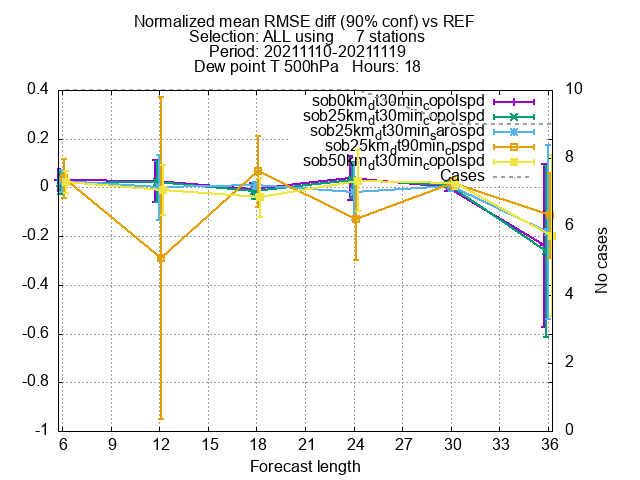 Normalized mean RMSE diff (90% conf) vs REF
Selection: ALL using 7 stations
Period: 20211110-20211119
Dew point T 500hPa Hours: 18
0.4
0.2
0
-0.2
-0.4
-0.6
-0.8
-1
10
8
6
4
2
0
sob0km_dt30min_copolspd
sob25km_dt30min_copolspd
sob25km_dt30min_sarospd
sob25km_dt90min_cpspd
sob50km_dt30min_copolspd
Cases
No cases
6 9 12 15 18 21 24 27 30 33 36
Forecast length